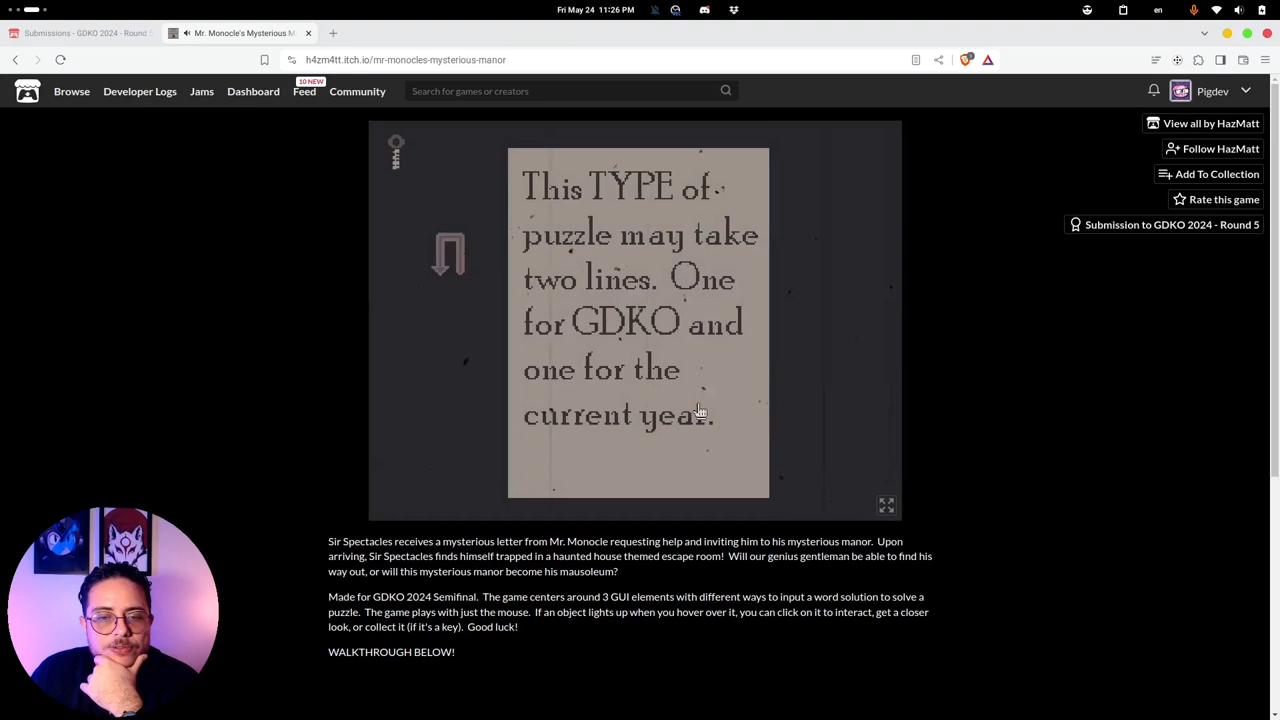 Fri May 24 11:26 PM
en
Submissions - GDKO 2024 - Round 5
Mr. Monocle's Mysterious M
h4zm4tt.itch.io/mr-monocles-mysterious-manor
Browse
Developer Logs
Jams
Dashboard
10 NEW
Feed
Community
Search for games or creators
Pigdev
View all by HazMatt
Follow HazMatt
Add To Collection
Rate this game
Submission to GDKO 2024 - Round 5
This TYPE of
puzzle may take
two lines. One
for GDKO and
one for the
current year.
Sir Spectacles receives a mysterious letter from Mr. Monocle requesting help and inviting him to his mysterious manor. Upon
arriving, Sir Spectacles finds himself trapped in a haunted house themed escape room! Will our genius gentleman be able to find his
way out, or will this mysterious manor become his mausoleum?
Made for GDKO 2024 Semifinal. The game centers around 3 GUI elements with different ways to input a word solution to solve a
puzzle. The game plays with just the mouse. If an object lights up when you hover over it, you can click on it to interact, get a closer
look, or collect it (if it's a key). Good luck!
WALKTHROUGH BELOW!